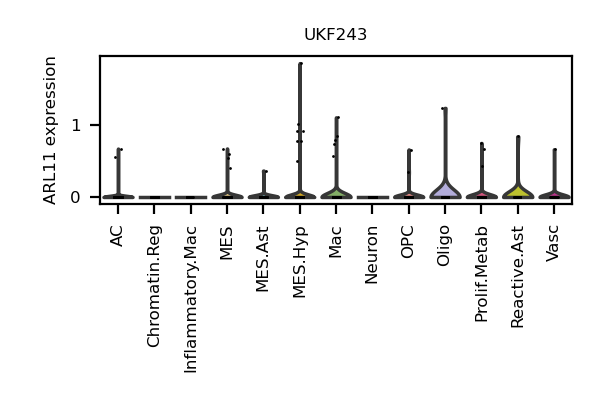 UKF243
ARL11 expression
1
0
AC
Chromatin.Reg
Inflammatory.Mac
MES
MES.Ast
MES.Hyp
Mac
Neuron
OPC
Oligo
Prolif.Metab
Reactive.Ast
Vasc